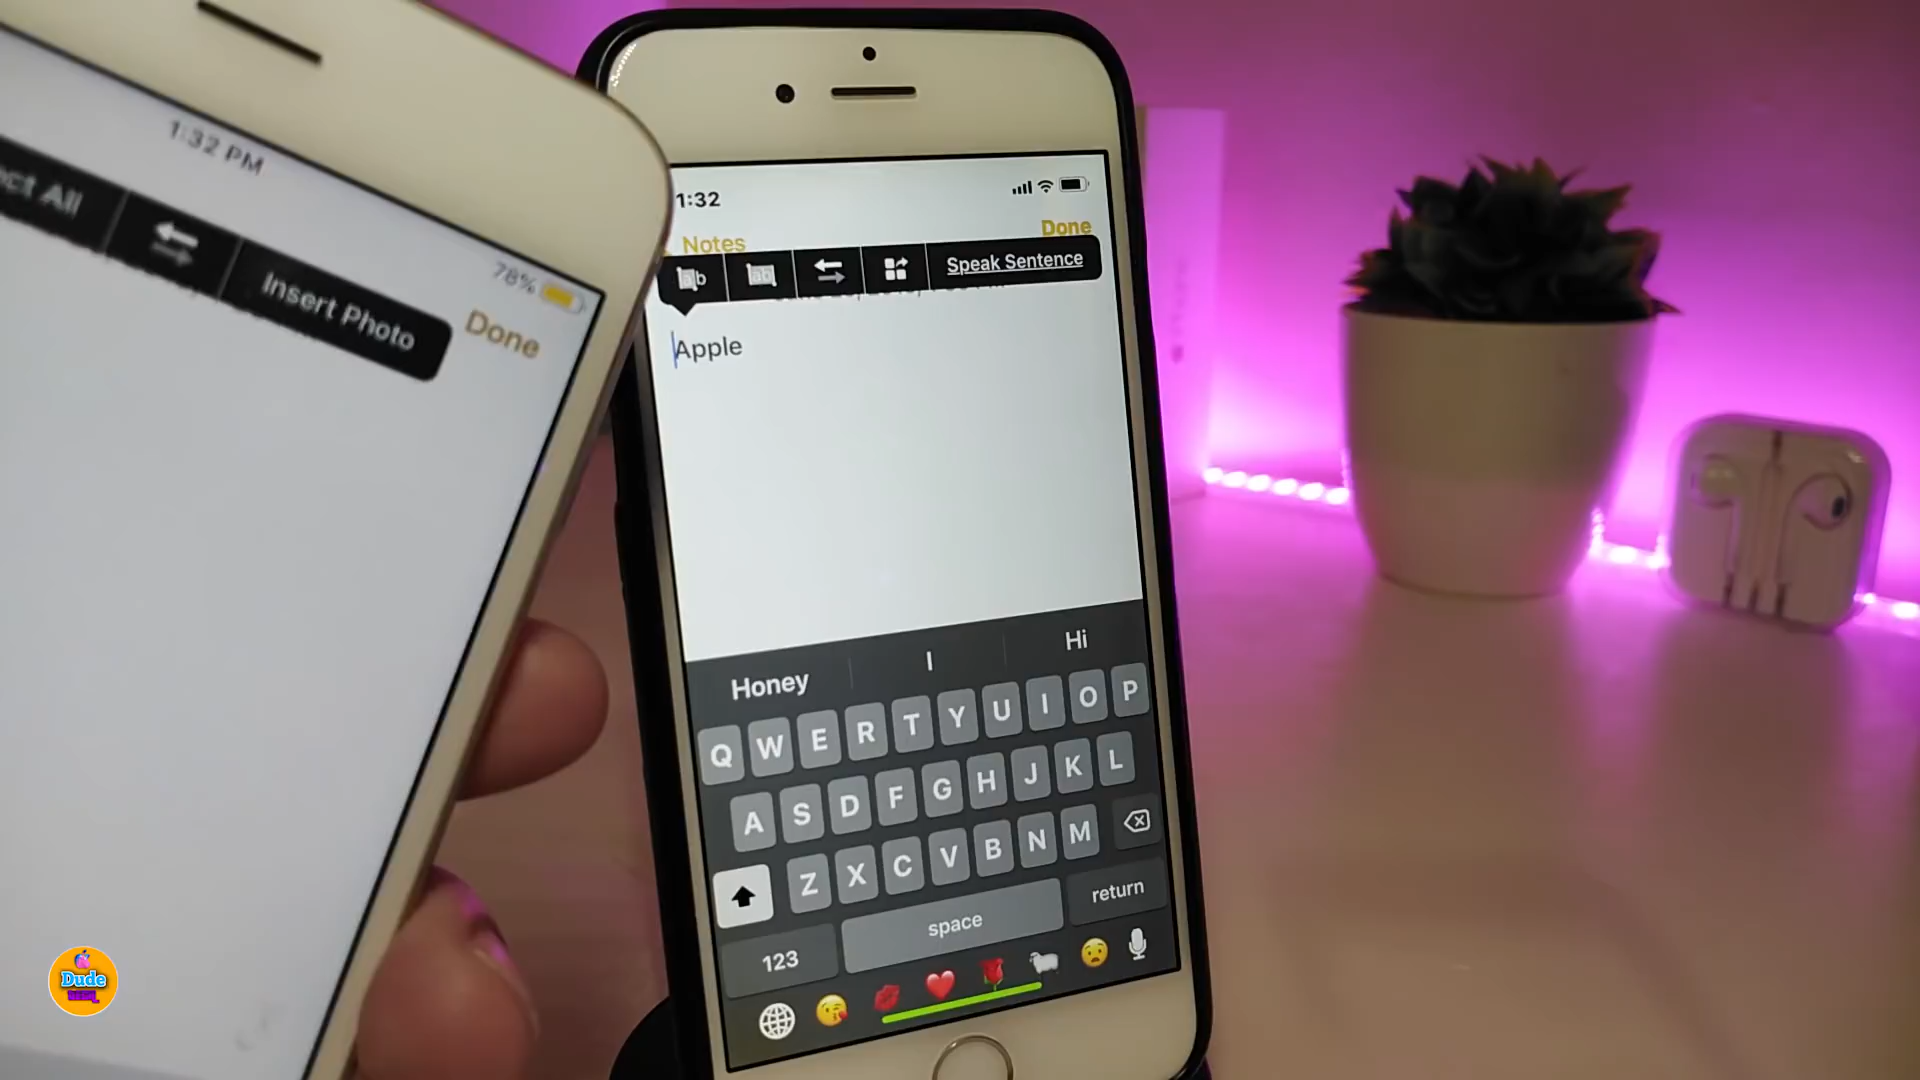 1:32 PM
ct All
Insert Photo
78%
Done
1:32
Notes
Done
Speak Sentence
Apple
Honey
I
Hi
Q W E R T Y U I O P
A S D F G H J K L
Z X C V B N M
123
space
return
Dude